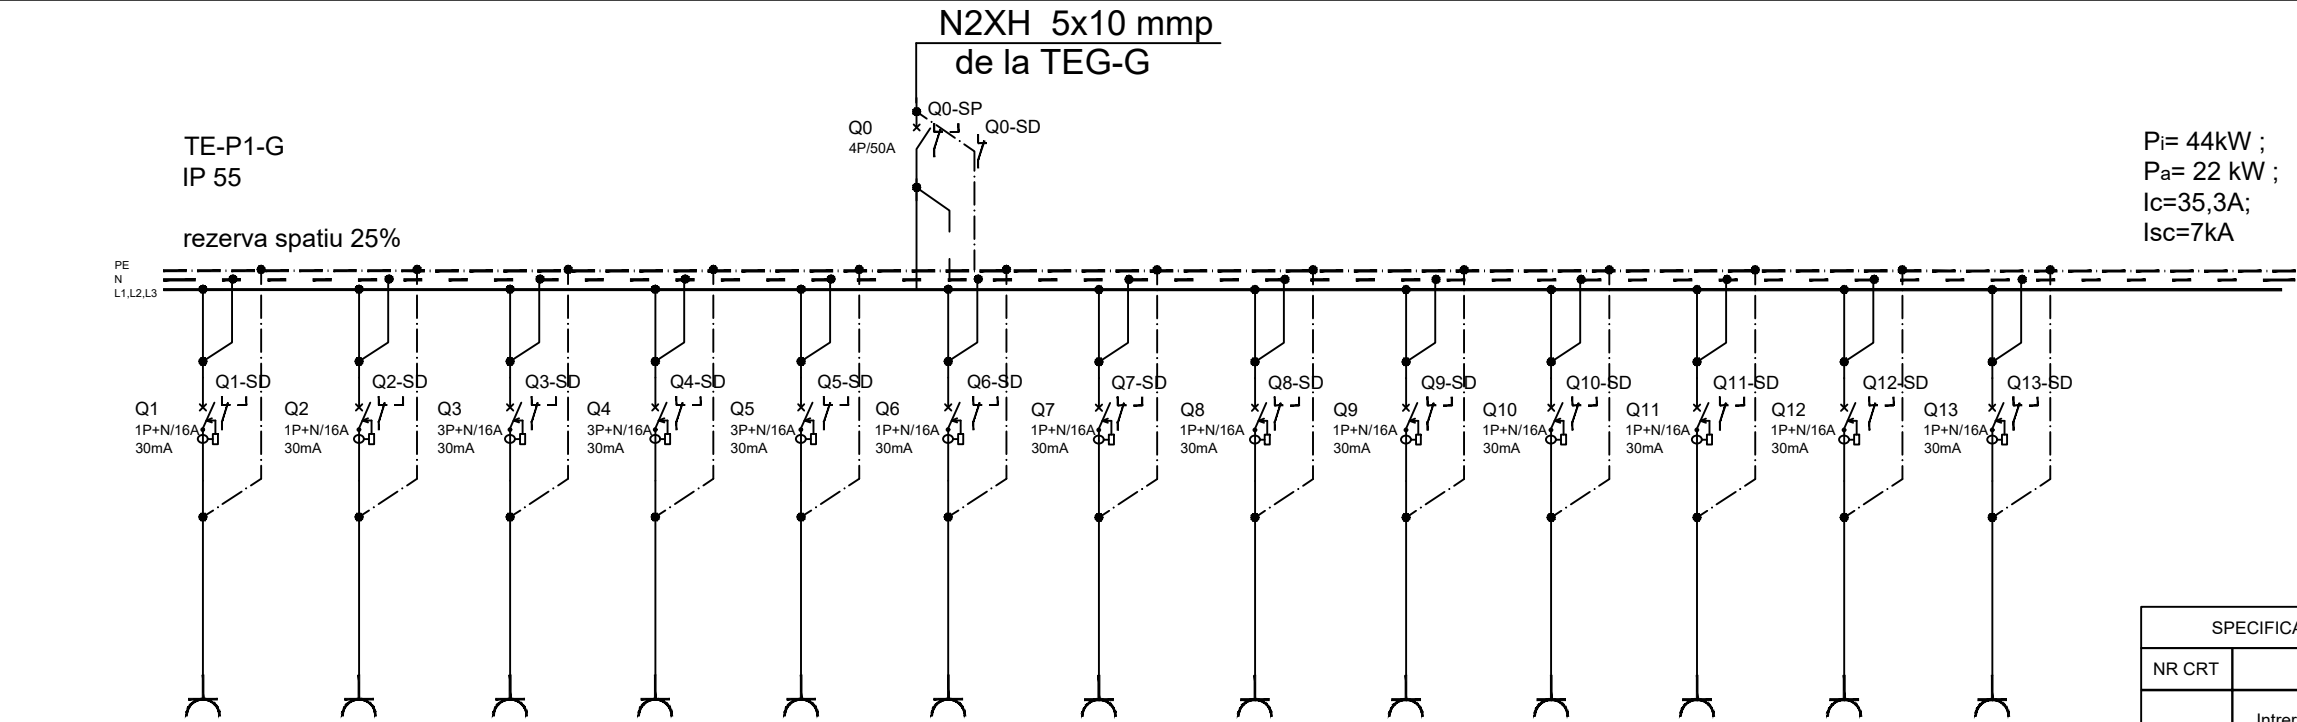 N2XH 5x10 mmp
de la TEG-G
Q0-SP
Q0
Q0-SD
4P/50A
TE-P1-G
IP 55
rezerva spatiu 25%
Pi= 44kW ;
Pa= 22 kW ;
Ic=35,3A;
Isc=7kA
PE
N
L1,L2,L3
Q1-SD Q2-SD Q3-SD Q4-SD Q5-SD Q6-SD Q7-SD Q8-SD Q9-SD Q10-SD Q11-SD Q12-SD Q13-SD
Q1 Q2 Q3 Q4 Q5 Q6 Q7 Q8 Q9 Q10 Q11 Q12 Q13
1P+N/16A 1P+N/16A 3P+N/16A 3P+N/16A 3P+N/16A 1P+N/16A 1P+N/16A 1P+N/16A 1P+N/16A 1P+N/16A 1P+N/16A 1P+N/16A 1P+N/16A
30mA 30mA 30mA 30mA 30mA 30mA 30mA 30mA 30mA 30mA 30mA 30mA 30mA
SPECIFICA
NR CRT